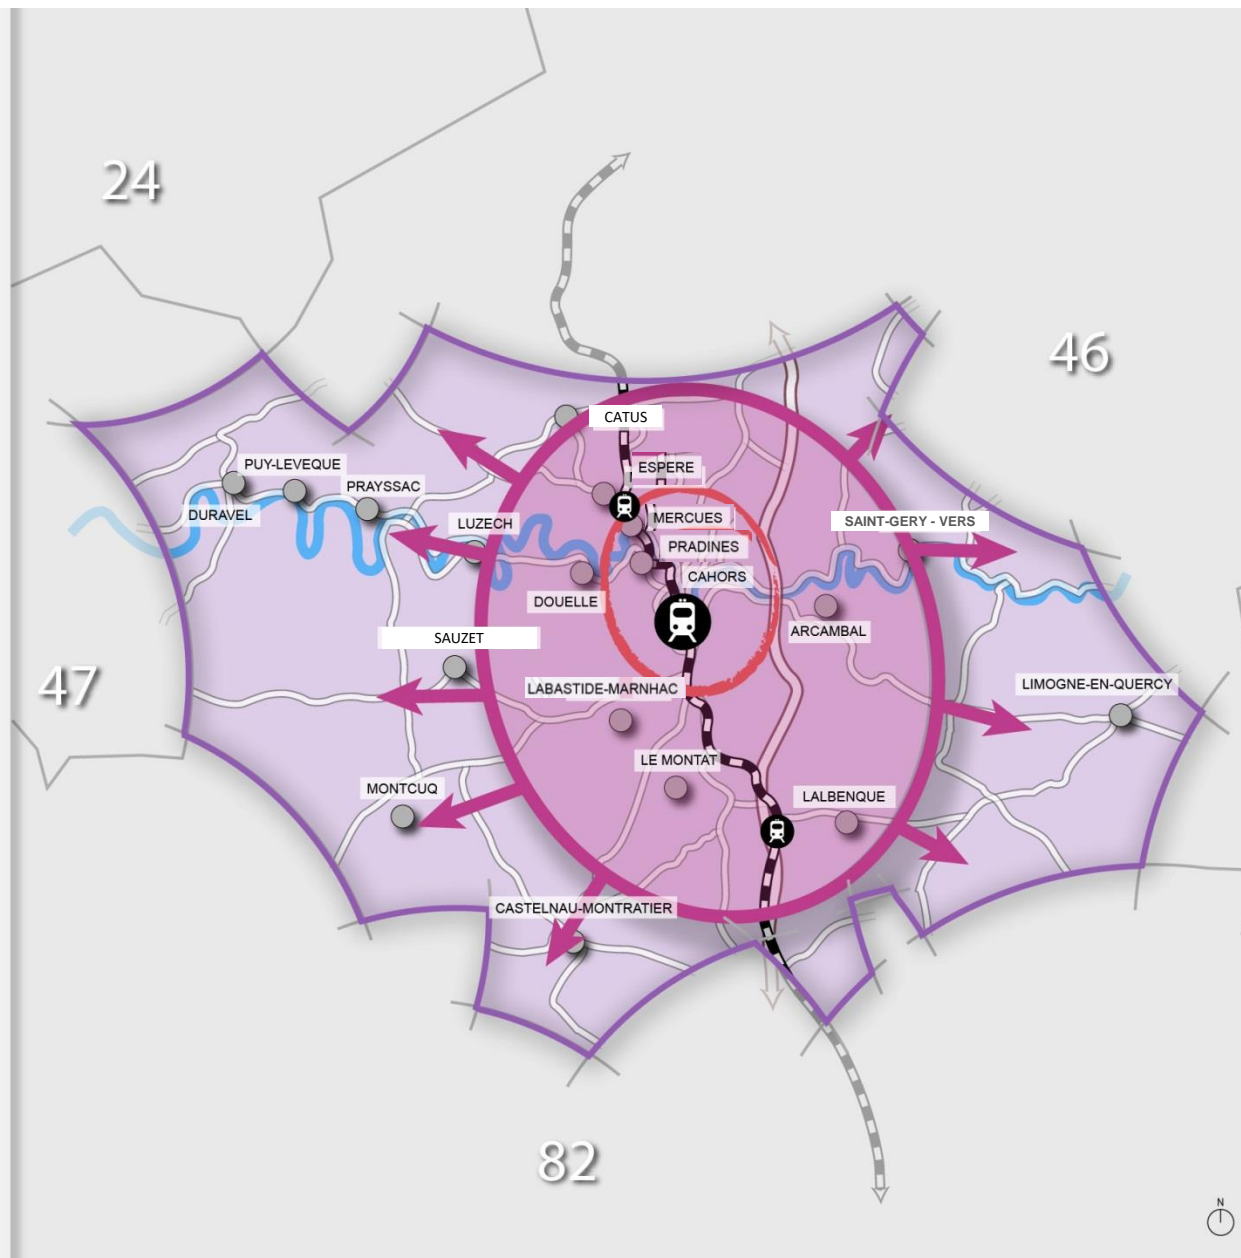 24
46
CATUS
ESPERE
PUY-LEVEQUE
PRAYSSAC
DURAVEL
LUZECH
MERCUES
SAINT-GERY - VERS
PRADINES
CAHORS
DOUELLE
ARCAMBAL
SAUZET
47
LABASTIDE-MARNHAC
LIMOGNE-EN-QUERCY
LE MONTAT
MONTCUQ
LALBENQUE
CASTELNAU-MONTRATIER
82
N